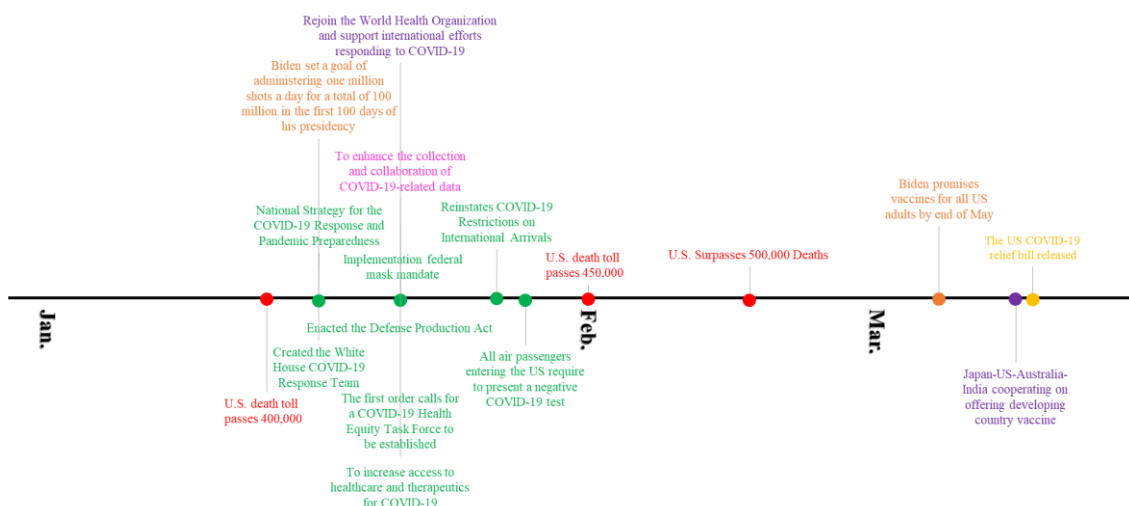 Rejoin the World Health Organization
and support international efforts
responding to COVID-19
Biden set a goal of
administering one million
shots a day for a total of 100
million in the first 100 days of
his presidency
To enhance the collection
and collaboration of
COVID-19-related data
National Strategy for the
COVID-19 Response and
Pandemic Preparedness
Implementation federal
mask mandate
Reinstates COVID-19
Restrictions on
International Arrivals
U.S. death toll
passes 450,000
U.S. Surpasses 500,000 Deaths
Biden promises
vaccines for all US
adults by end of May
The US COVID-19
relief bill released
Jan.
Feb.
Mar.
Enacted the Defense Production Act
Created the White
House COVID-19
Response Team
U.S. death toll
passes 400,000
The first order calls for
a COVID-19 Health
Equity Task Force to
be established
To increase access to
healthcare and therapeutics
for COVID-19
All air passengers
entering the US require
to present a negative
COVID-19 test
Japan-US-Australia-
India cooperating on
offering developing
country vaccine